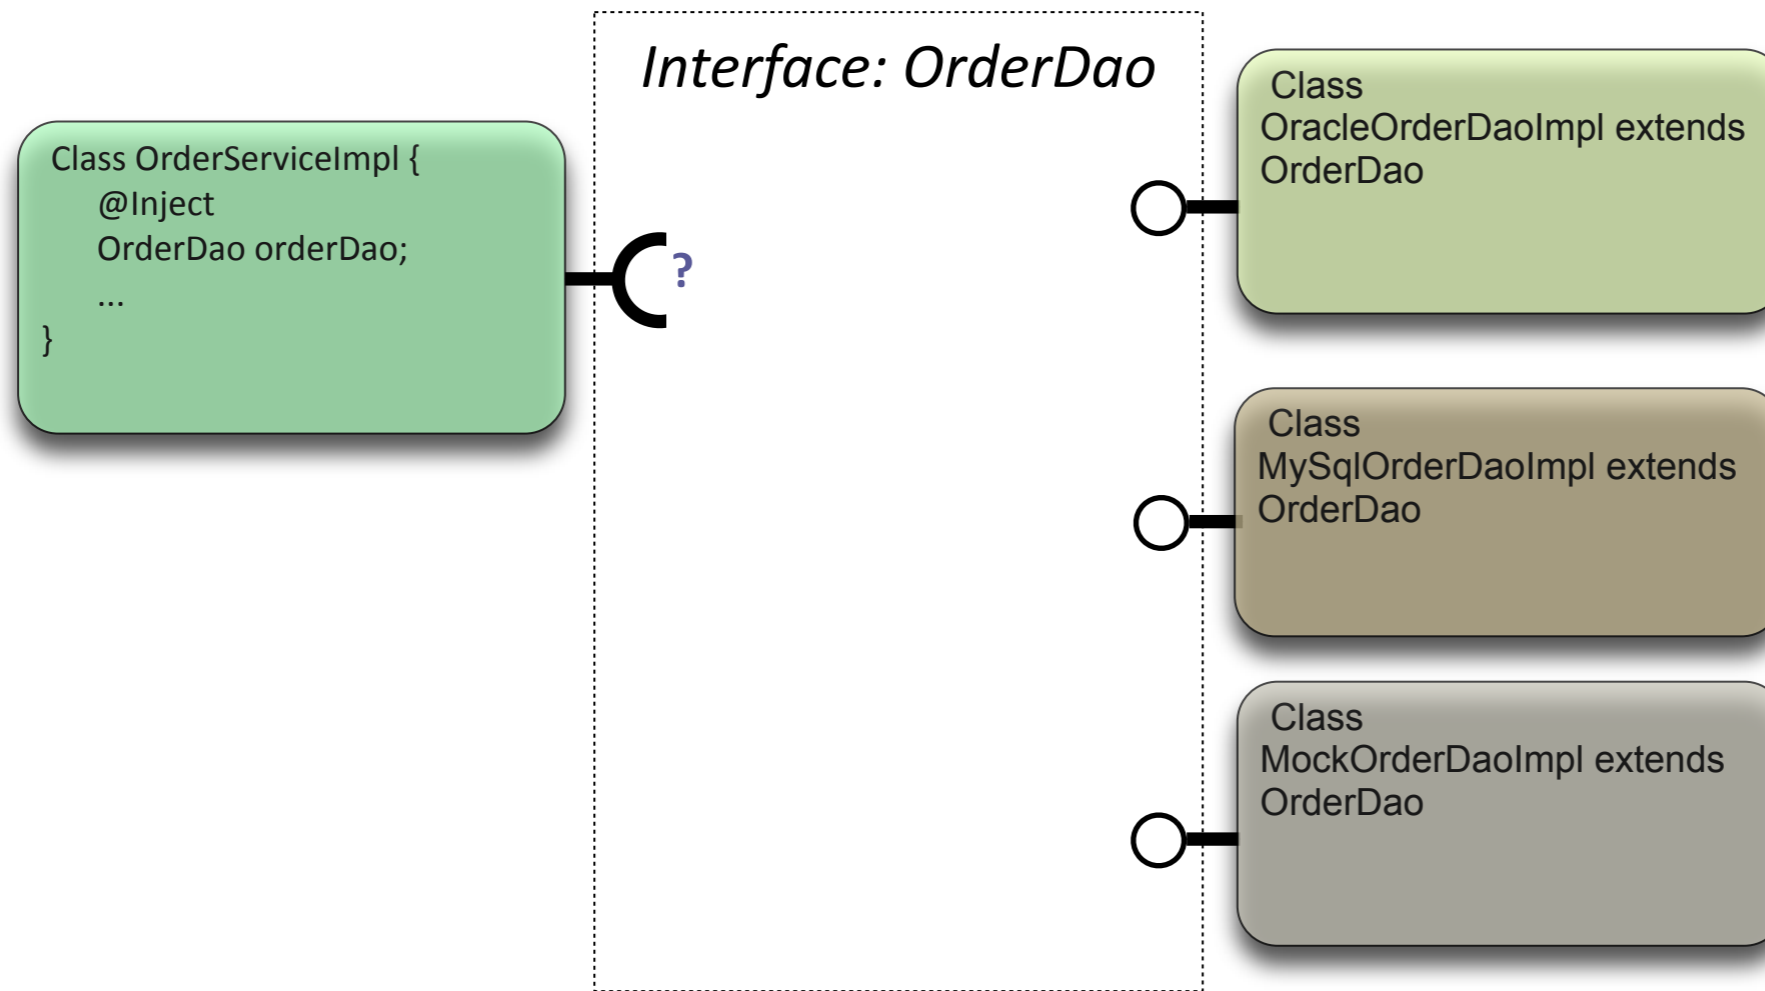 Interface: OrderDao
Class OrderServiceImpl {
@Inject
OrderDao orderDao;
...
}
?
Class
OracleOrderDaoImpl extends
OrderDao
Class
MySqlOrderDaoImpl extends
OrderDao
Class
MockOrderDaoImpl extends
OrderDao